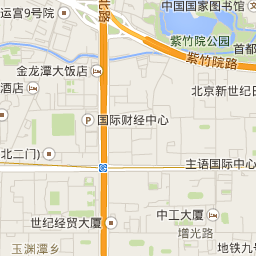 中国国家图书馆
运宫9号院
北路
紫竹院公园
首都
紫竹院路
金龙潭大饭店
酒店
北京新世纪日
P
国际财经中心
北二门)
主语国际中心
中工大厦
世纪经贸大厦
增光路
玉渊潭乡
地铁九号